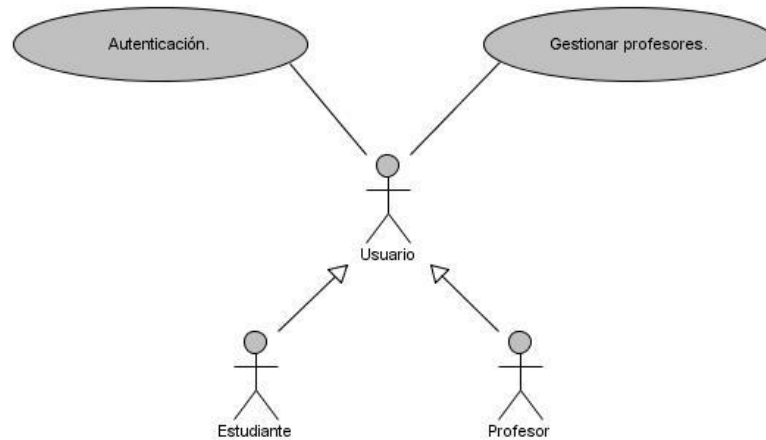 Autenticación.
Gestionar profesores.
Usuario
Estudiante
Profesor